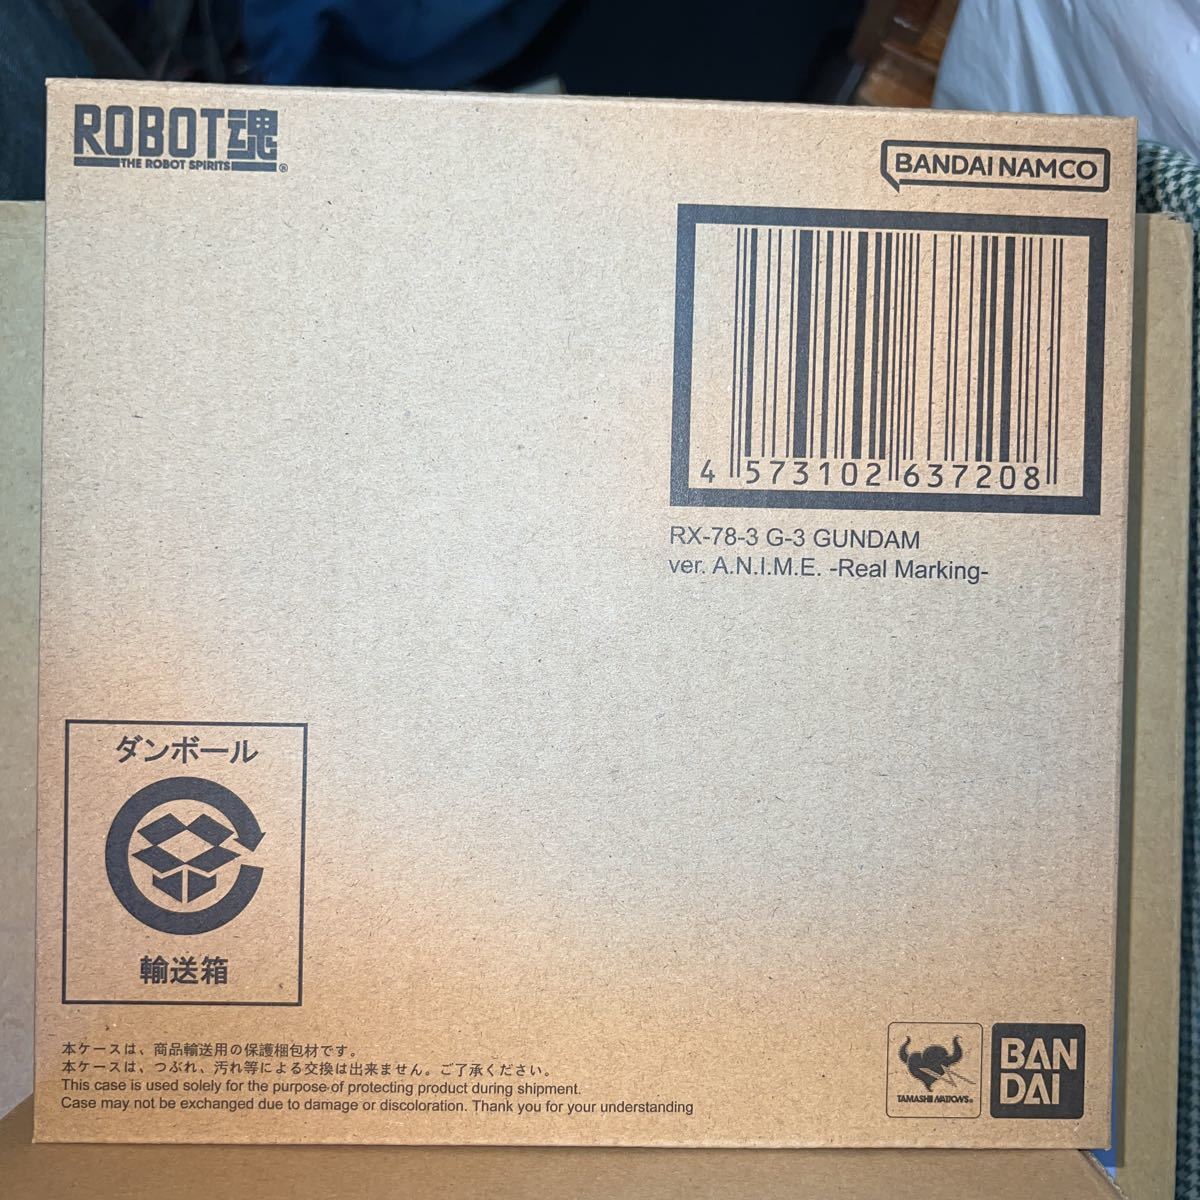 ROBOT魂
THE ROBOT SPIRITS®
BANDAI NAMCO
4 573102 637208
RX-78-3 G-3 GUNDAM
ver. A.N.I.M.E. -Real Marking-
ダンボール
輸送箱
本ケースは、商品輸送用の保護梱包材です。
本ケースは、つぶれ、汚れ等による交換は出来ません。ご了承ください。
This case is used solely for the purpose of protecting product during shipment.
Case may not be exchanged due to damage or discoloration. Thank you for your understanding
TAMASHII NATIONS®
BAN
DAI